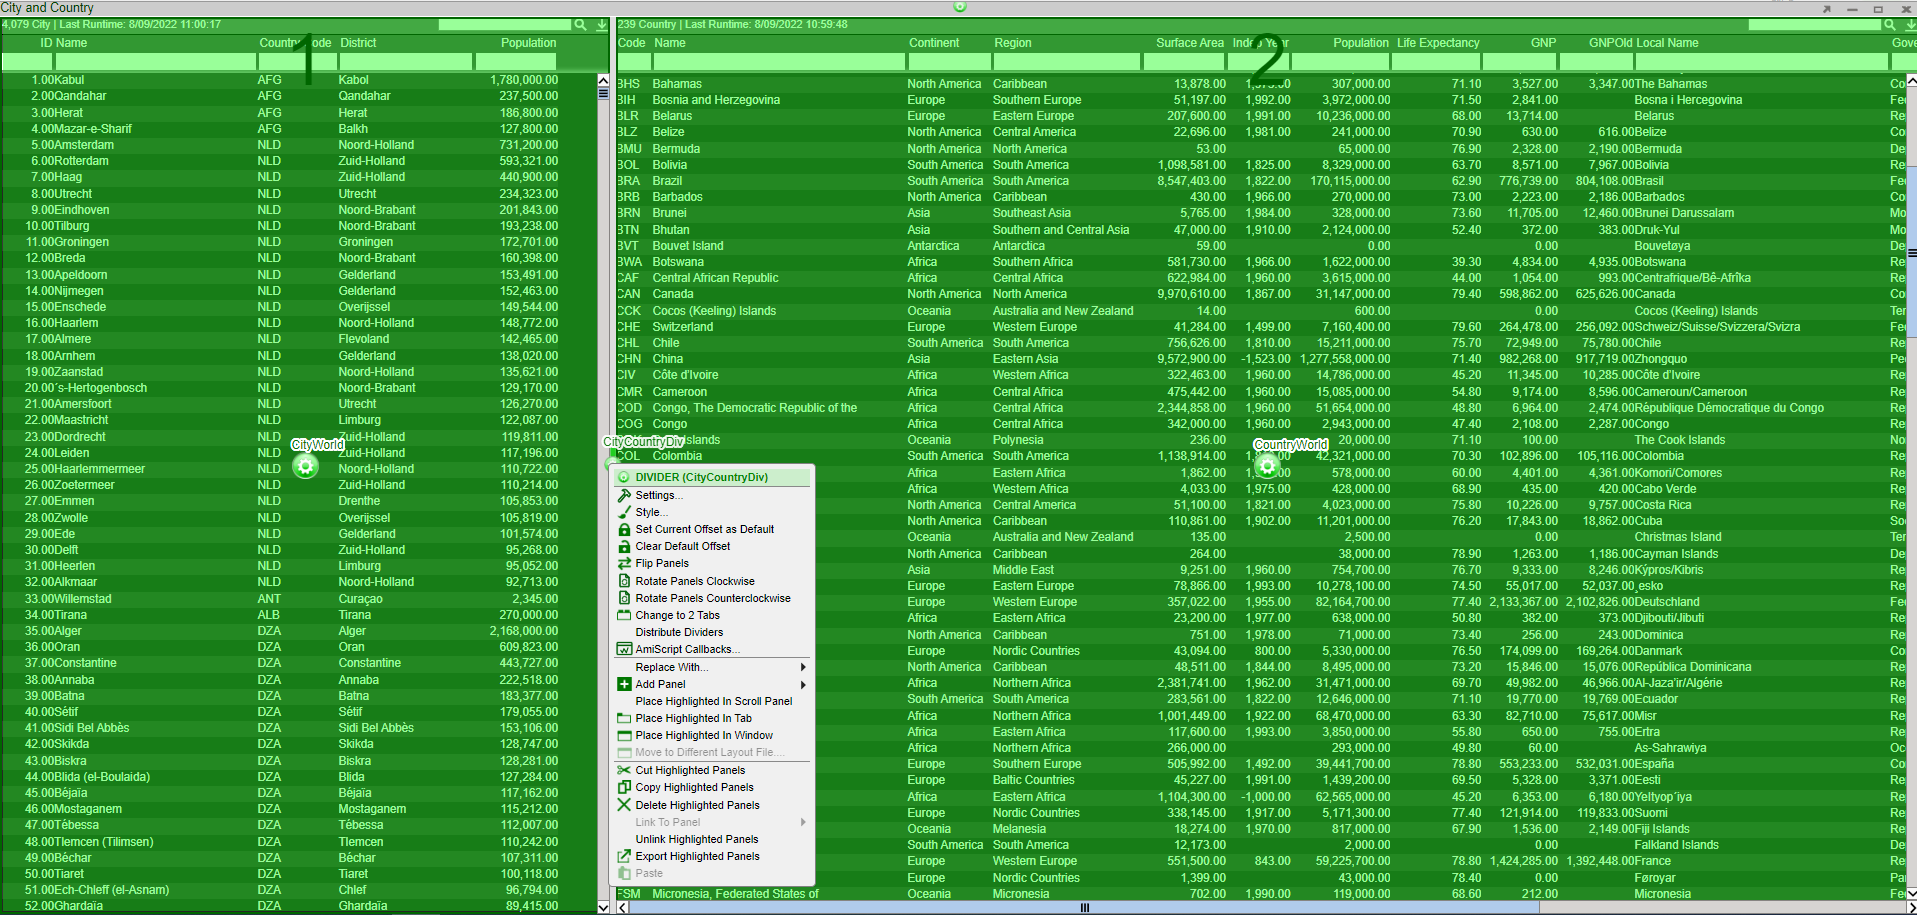 City and Country
4,079 City | Last Runtime: 8/09/2022 11:00:17
1
ID Name Country Code District Population
1.00 Kabul AFG Kabol 1,780,000.00
2.00 Qandahar AFG Qandahar 237,500.00
3.00 Herat AFG Herat 186,800.00
4.00 Mazar-e-Sharif AFG Balkh 127,800.00
5.00 Amsterdam NLD Noord-Holland 731,200.00
6.00 Rotterdam NLD Zuid-Holland 593,321.00
7.00 Haag NLD Zuid-Holland 440,900.00
8.00 Utrecht NLD Utrecht 234,323.00
9.00 Eindhoven NLD Noord-Brabant 201,843.00
10.00 Tilburg NLD Noord-Brabant 193,238.00
11.00 Groningen NLD Groningen 172,701.00
12.00 Breda NLD Noord-Brabant 160,398.00
13.00 Apeldoorn NLD Gelderland 153,491.00
14.00 Nijmegen NLD Gelderland 152,463.00
15.00 Enschede NLD Overijssel 149,544.00
16.00 Haarlem NLD Noord-Holland 148,772.00
17.00 Almere NLD Flevoland 142,465.00
18.00 Arnhem NLD Gelderland 138,020.00
19.00 Zaanstad NLD Noord-Holland 135,621.00
20.00 ´s-Hertogenbosch NLD Noord-Brabant 129,170.00
21.00 Amersfoort NLD Utrecht 126,270.00
22.00 Maastricht NLD Limburg 122,087.00
23.00 Dordrecht NLD Zuid-Holland 119,811.00
CityWorld
24.00 Leiden NLD Zuid-Holland 117,196.00
25.00 Haarlemmermeer NLD Noord-Holland 110,722.00
26.00 Zoetermeer NLD Zuid-Holland 110,214.00
27.00 Emmen NLD Drenthe 105,853.00
28.00 Zwolle NLD Overijssel 105,819.00
29.00 Ede NLD Gelderland 101,574.00
30.00 Delft NLD Zuid-Holland 95,268.00
31.00 Heerlen NLD Limburg 95,052.00
32.00 Alkmaar NLD Noord-Holland 92,713.00
33.00 Willemstad ANT Curaçao 2,345.00
34.00 Tirana ALB Tirana 270,000.00
35.00 Alger DZA Alger 2,168,000.00
36.00 Oran DZA Oran 609,823.00
37.00 Constantine DZA Constantine 443,727.00
38.00 Annaba DZA Annaba 222,518.00
39.00 Batna DZA Batna 183,377.00
40.00 Sétif DZA Sétif 179,055.00
41.00 Sidi Bel Abbès DZA Sidi Bel Abbès 153,106.00
42.00 Skikda DZA Skikda 128,747.00
43.00 Biskra DZA Biskra 128,281.00
44.00 Blida (el-Boulaida) DZA Blida 127,284.00
45.00 Béjaïa DZA Béjaïa 117,162.00
46.00 Mostaganem DZA Mostaganem 115,212.00
47.00 Tébessa DZA Tébessa 112,007.00
48.00 Tlemcen (Tilimsen) DZA Tlemcen 110,242.00
49.00 Béchar DZA Béchar 107,311.00
50.00 Tiaret DZA Tiaret 100,118.00
51.00 Ech-Chleff (el-Asnam) DZA Chlef 96,794.00
52.00 Ghardaïa DZA Ghardaïa 89,415.00
239 Country | Last Runtime: 8/09/2022 10:59:48
2
Code Name Continent Region Surface Area Indep Year Population Life Expectancy GNP GNPOld Local Name Gove
BHS Bahamas North America Caribbean 13,878.00 307,000.00 71.10 3,527.00 3,347.00 The Bahamas Co
BIH Bosnia and Herzegovina Europe Southern Europe 51,197.00 1,992.00 3,972,000.00 71.50 2,841.00 Bosna i Hercegovina Fe
BLR Belarus Europe Eastern Europe 207,600.00 1,991.00 10,236,000.00 68.00 13,714.00 Belarus Re
BLZ Belize North America Central America 22,696.00 1,981.00 241,000.00 70.90 630.00 616.00 Belize Co
BMU Bermuda North America North America 53.00 65,000.00 76.90 2,328.00 2,190.00 Bermuda De
BOL Bolivia South America South America 1,098,581.00 1,825.00 8,329,000.00 63.70 8,571.00 7,967.00 Bolivia Re
BRA Brazil South America South America 8,547,403.00 1,822.00 170,115,000.00 62.90 776,739.00 804,108.00 Brasil Fe
BRB Barbados North America Caribbean 430.00 1,966.00 270,000.00 73.00 2,223.00 2,186.00 Barbados Co
BRN Brunei Asia Southeast Asia 5,765.00 1,984.00 328,000.00 73.60 11,705.00 12,460.00 Brunei Darussalam Mo
BTN Bhutan Asia Southern and Central Asia 47,000.00 1,910.00 2,124,000.00 52.40 372.00 383.00 Druk-Yul Mo
BVT Bouvet Island Antarctica Antarctica 59.00 0.00 0.00 Bouvetøya De
BWA Botswana Africa Southern Africa 581,730.00 1,966.00 1,622,000.00 39.30 4,834.00 4,935.00 Botswana Re
CAF Central African Republic Africa Central Africa 622,984.00 1,960.00 3,615,000.00 44.00 1,054.00 993.00 Centrafrique/Bê-Afrîka Re
CAN Canada North America North America 9,970,610.00 1,867.00 31,147,000.00 79.40 598,862.00 625,626.00 Canada Co
CCK Cocos (Keeling) Islands Oceania Australia and New Zealand 14.00 600.00 0.00 Cocos (Keeling) Islands Ter
CHE Switzerland Europe Western Europe 41,284.00 1,499.00 7,160,400.00 79.60 264,478.00 256,092.00 Schweiz/Suisse/Svizzera/Svizra Fe
CHL Chile South America South America 756,626.00 1,810.00 15,211,000.00 75.70 72,949.00 75,780.00 Chile Re
CHN China Asia Eastern Asia 9,572,900.00 -1,523.00 1,277,558,000.00 71.40 982,268.00 917,719.00 Zhongquo Pe
CIV Côte d'Ivoire Africa Western Africa 322,463.00 1,960.00 14,786,000.00 45.20 11,345.00 10,285.00 Côte d'Ivoire Re
CMR Cameroon Africa Central Africa 475,442.00 1,960.00 15,085,000.00 54.80 9,174.00 8,596.00 Cameroun/Cameroon Re
COD Congo, The Democratic Republic of the Africa Central Africa 2,344,858.00 1,960.00 51,654,000.00 48.80 6,964.00 2,474.00 République Démocratique du Congo Re
COG Congo Africa Central Africa 342,000.00 1,960.00 2,943,000.00 47.40 2,108.00 2,287.00 Congo Re
CityCountryDiv Islands Oceania Polynesia 236.00 20,000.00 71.10 100.00 The Cook Islands No
CountryWorld
COL Colombia South America South America 1,138,914.00 42,321,000.00 70.30 102,896.00 105,116.00 Colombia Re
Africa Eastern Africa 1,862.00 578,000.00 60.00 4,401.00 4,361.00 Komori/Comores Re
Africa Western Africa 4,033.00 1,975.00 428,000.00 68.90 435.00 420.00 Cabo Verde Re
North America Central America 51,100.00 1,821.00 4,023,000.00 75.80 10,226.00 9,757.00 Costa Rica Re
North America Caribbean 110,861.00 1,902.00 11,201,000.00 76.20 17,843.00 18,862.00 Cuba So
Oceania Australia and New Zealand 135.00 2,500.00 0.00 Christmas Island Ter
North America Caribbean 264.00 38,000.00 78.90 1,263.00 1,186.00 Cayman Islands De
Asia Middle East 9,251.00 1,960.00 754,700.00 76.70 9,333.00 8,246.00 Kýpros/Kibris Re
Europe Eastern Europe 78,866.00 1,993.00 10,278,100.00 74.50 55,017.00 52,037.00 ¸esko Re
Europe Western Europe 357,022.00 1,955.00 82,164,700.00 77.40 2,133,367.00 2,102,826.00 Deutschland Fe
Africa Eastern Africa 23,200.00 1,977.00 638,000.00 50.80 382.00 373.00 Djibouti/Jibuti Re
North America Caribbean 751.00 1,978.00 71,000.00 73.40 256.00 243.00 Dominica Re
Europe Nordic Countries 43,094.00 800.00 5,330,000.00 76.50 174,099.00 169,264.00 Danmark Co
North America Caribbean 48,511.00 1,844.00 8,495,000.00 73.20 15,846.00 15,076.00 República Dominicana Re
Africa Northern Africa 2,381,741.00 1,962.00 31,471,000.00 69.70 49,982.00 46,966.00 Al-Jaza'ir/Algérie Re
South America South America 283,561.00 1,822.00 12,646,000.00 71.10 19,770.00 19,769.00 Ecuador Re
Africa Northern Africa 1,001,449.00 1,922.00 68,470,000.00 63.30 82,710.00 75,617.00 Misr Re
Africa Eastern Africa 117,600.00 1,993.00 3,850,000.00 55.80 650.00 755.00 Ertra Re
Africa Northern Africa 266,000.00 293,000.00 49.80 60.00 As-Sahrawiya Oc
Europe Southern Europe 505,992.00 1,492.00 39,441,700.00 78.80 553,233.00 532,031.00 España Co
Europe Baltic Countries 45,227.00 1,991.00 1,439,200.00 69.50 5,328.00 3,371.00 Eesti Re
Africa Eastern Africa 1,104,300.00 -1,000.00 62,565,000.00 45.20 6,353.00 6,180.00 Yeltyop´iya Re
Europe Nordic Countries 338,145.00 1,917.00 5,171,300.00 77.40 121,914.00 119,833.00 Suomi Re
Oceania Melanesia 18,274.00 1,970.00 817,000.00 67.90 1,536.00 2,149.00 Fiji Islands Re
South America South America 12,173.00 2,000.00 0.00 Falkland Islands De
Europe Western Europe 551,500.00 843.00 59,225,700.00 78.80 1,424,285.00 1,392,448.00 France Re
Europe Nordic Countries 1,399.00 43,000.00 78.40 0.00 Føroyar Pa
FSM Micronesia, Federated States of Oceania Micronesia 702.00 1,990.00 119,000.00 68.60 212.00 Micronesia Fe
DIVIDER (CityCountryDiv)
Settings...
Style...
Set Current Offset as Default
Clear Default Offset
Flip Panels
Rotate Panels Clockwise
Rotate Panels Counterclockwise
Change to 2 Tabs
Distribute Dividers
AmiScript Callbacks...
Replace With...
Add Panel
Place Highlighted In Scroll Panel
Place Highlighted In Tab
Place Highlighted In Window
Move to Different Layout File....
Cut Highlighted Panels
Copy Highlighted Panels
Delete Highlighted Panels
Link To Panel
Unlink Highlighted Panels
Export Highlighted Panels
Paste